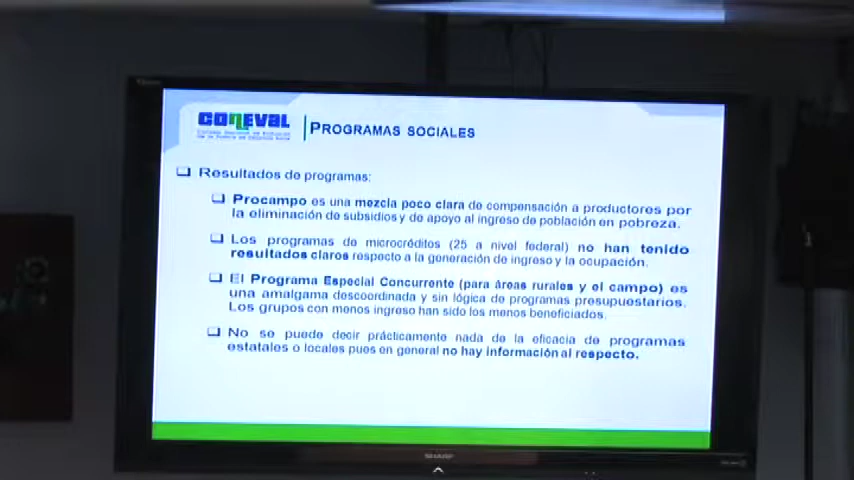 CONEVAL
PROGRAMAS SOCIALES
Resultados de programas:
Procampo es una mezcla poco clara de compensación a productores por
la eliminación de subsidios y de apoyo al ingreso de población en pobreza.
Los programas de microcréditos (25 a nivel federal) no han tenido
resultados claros respecto a la generación de ingreso y la ocupación.
El Programa Especial Concurrente (para áreas rurales y el campo) es
una amalgama descoordinada y sin lógica de programas presupuestarios.
Los grupos con menos ingreso han sido los menos beneficiados.
No se puede decir prácticamente nada de la eficacia de programas
estatales o locales pues en general no hay información al respecto.
SHARP